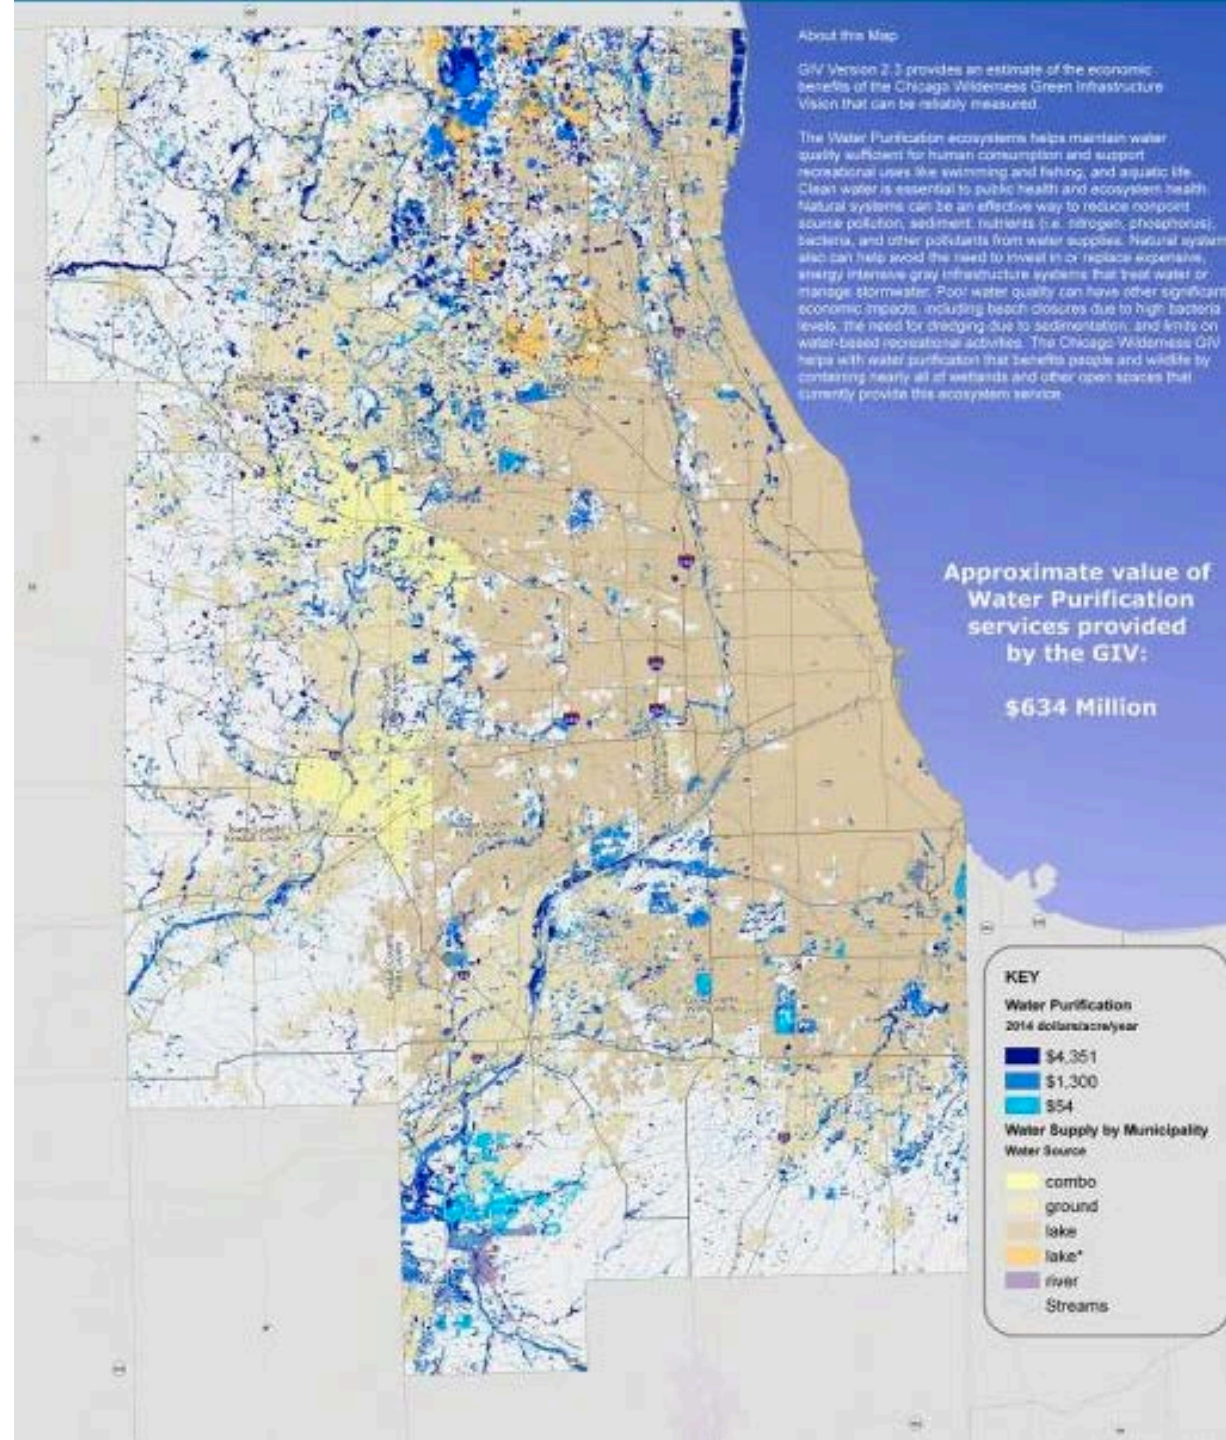 About this Map
GIV Version 2.3 provides an estimate of the economic
benefits of the Chicago Wilderness Green Infrastructure
Vision that can be reliably measured.
The Water Purification ecosystems helps maintain water
quality sufficient for human consumption and support
recreational uses like swimming and fishing, and aquatic life.
Clean water is essential to public health and ecosystem health.
Natural systems can be an effective way to reduce nonpoint
source pollution, sediment, nutrients (i.e. nitrogen, phosphorus),
bacteria, and other pollutants from water supplies. Natural system
also can help avoid the need to invest in or replace expensive,
energy intensive gray infrastructure systems that treat water or
manage stormwater. Poor water quality can have other significant
economic impacts, including beach closures due to high bacteria
levels, the need for dredging due to sedimentation, and limits on
water-based recreational activities. The Chicago Wilderness GIV
helps with water purification that benefits people and wildlife by
containing nearly all of wetlands and other open spaces that
currently provide this ecosystem service.
Approximate value of
Water Purification
services provided
by the GIV:
$634 Million
KEY
Water Purification
2014 dollars/acre/year
$4,351
$1,300
$54
Water Supply by Municipality
Water Source
combo
ground
lake
lake*
river
Streams